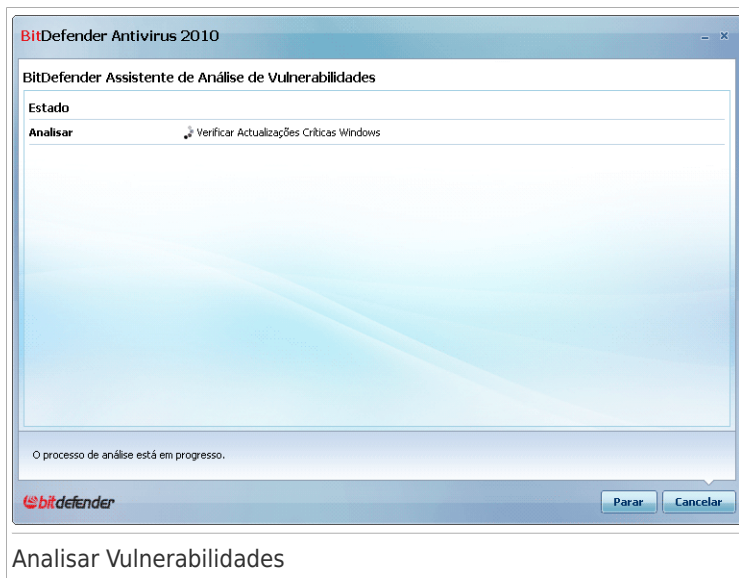 BitDefender Antivirus 2010
BitDefender Assistente de Análise de Vulnerabilidades
Estado
Analisar Verificar Actualizações Críticas Windows
O processo de análise está em progresso.
bitdefender
Parar Cancelar
Analisar Vulnerabilidades